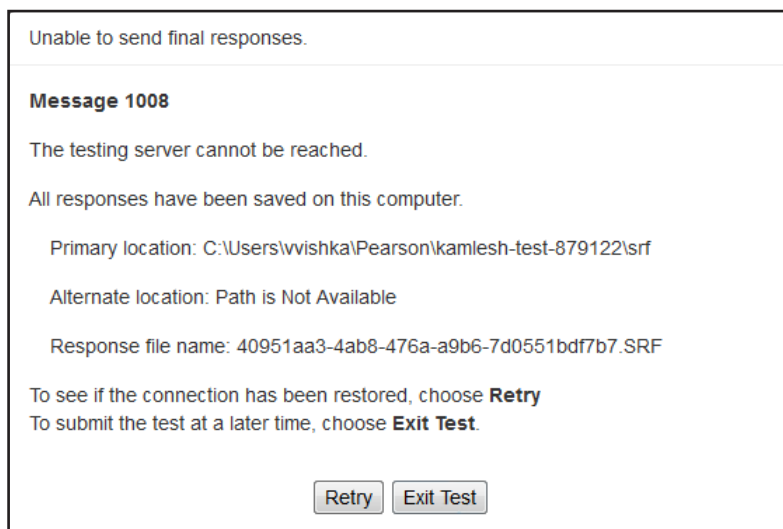 Unable to send final responses.
Message 1008
The testing server cannot be reached.
All responses have been saved on this computer.
Primary location: C:\Users\vvishka\Pearson\kamlesh-test-879122\srf
Alternate location: Path is Not Available
Response file name: 40951aa3-4ab8-476a-a9b6-7d0551bdf7b7.SRF
To see if the connection has been restored, choose Retry
To submit the test at a later time, choose Exit Test.
Retry Exit Test